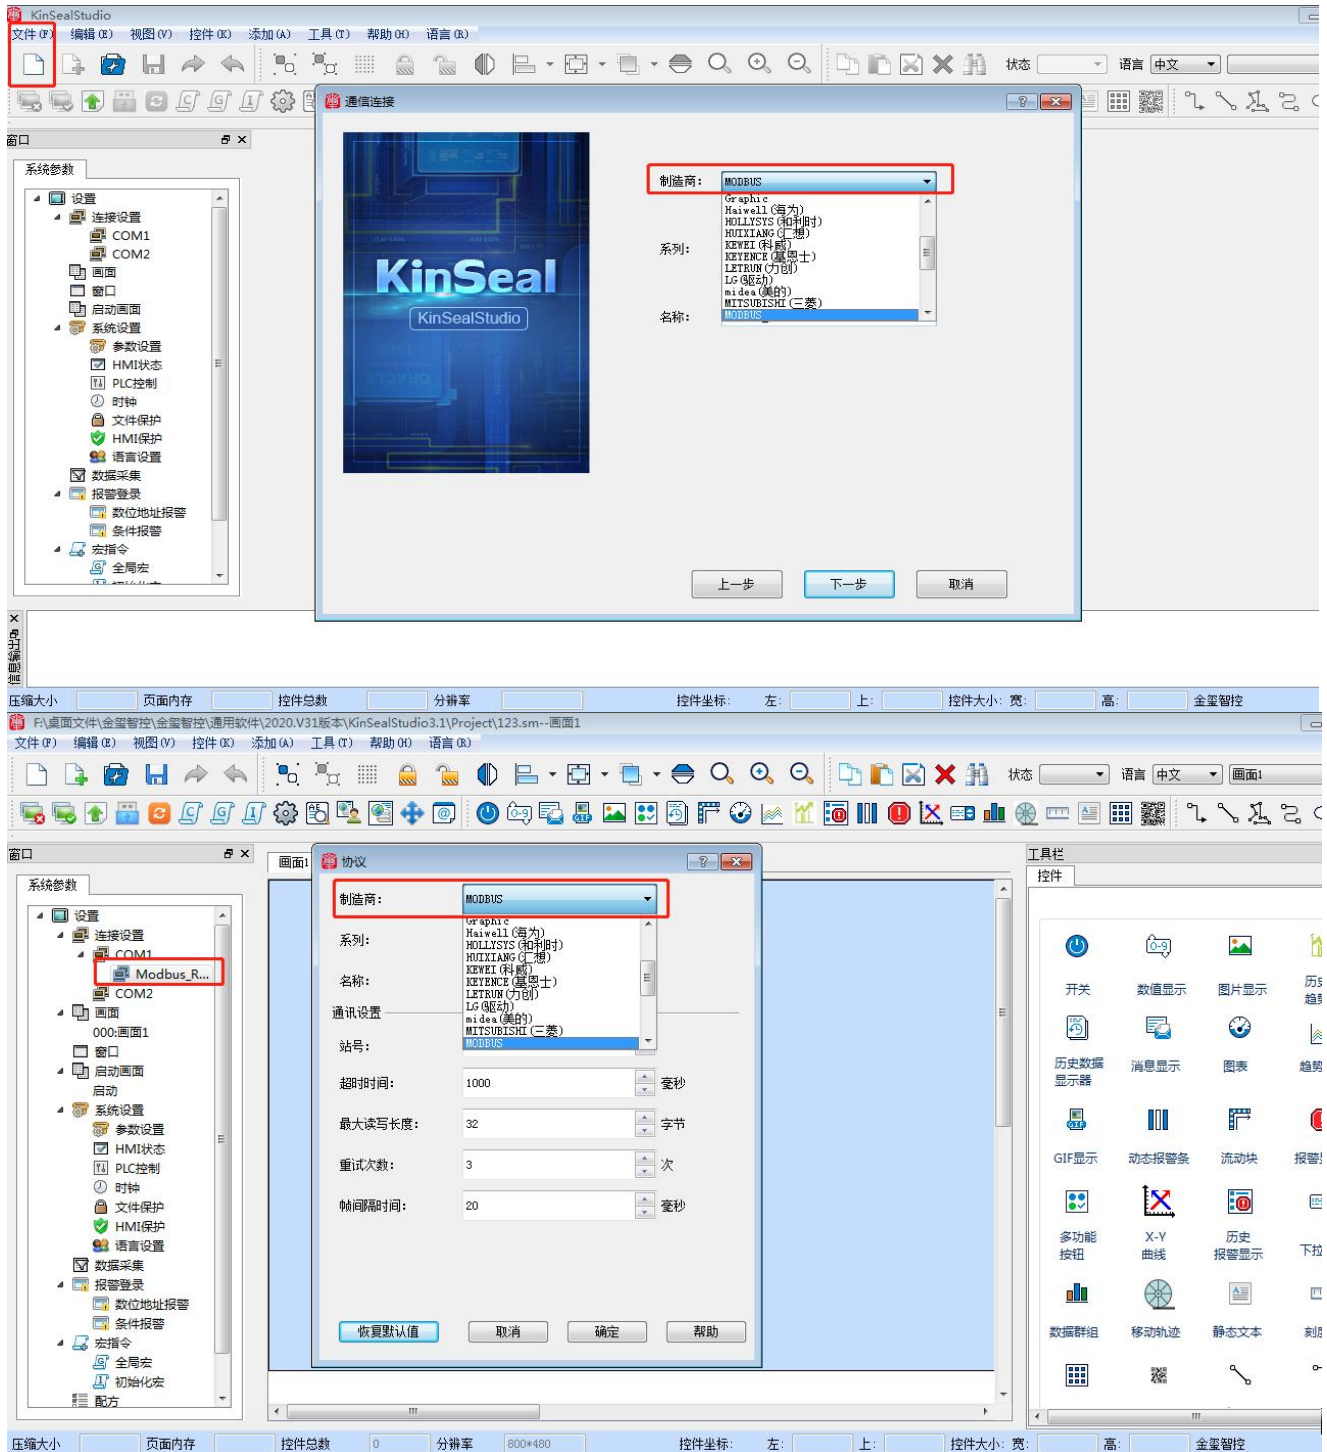 KinSealStudio
文件(F) 编辑(E) 视图(V) 控件(K) 添加(A) 工具(T) 帮助(H) 语言(R)
状态 语言 中文
通信连接
窗口
系统参数
设置
连接设置
COM1
COM2
画面
窗口
启动画面
系统设置
参数设置
HMI状态
PLC控制
时钟
文件保护
HMI保护
语言设置
数据采集
报警登录
数位地址报警
条件报警
宏指令
全局宏
KinSeal
KinSealStudio
制造商: MODBUS
Graphic
Haiwell(海为)
HOLLYSYS(和利时)
HUIXIANG(汇想)
KEWEI(科威)
KEYENCE(基恩士)
LETRUN(力创)
LG(驱动)
midea(美的)
MITSUBISHI(三菱)
MODBUS
系列:
名称:
上一步 下一步 取消
信息输出
压缩大小 页面内存 控件总数 分辨率 控件坐标: 左: 上: 控件大小: 宽: 高: 金玺智控
F:\桌面文件\金玺智控\金玺智控\通用软件\2020.V31版本\KinSealStudio3.1\Project\123.sm--画面1
文件(F) 编辑(E) 视图(V) 控件(K) 添加(A) 工具(T) 帮助(H) 语言(R)
状态 语言 中文 画面1
窗口
系统参数
设置
连接设置
COM1
Modbus_R...
COM2
画面
000:画面1
窗口
启动画面
启动
系统设置
参数设置
HMI状态
PLC控制
时钟
文件保护
HMI保护
语言设置
数据采集
报警登录
数位地址报警
条件报警
宏指令
全局宏
初始化宏
配方
画面1
协议
制造商: MODBUS
Graphic
Haiwell(海为)
HOLLYSYS(和利时)
HUIXIANG(汇想)
KEWEI(科威)
KEYENCE(基恩士)
LETRUN(力创)
LG(驱动)
midea(美的)
MITSUBISHI(三菱)
MODBUS
系列:
名称:
通讯设置
站号:
超时时间: 1000 毫秒
最大读写长度: 32 字节
重试次数: 3 次
帧间隔时间: 20 毫秒
恢复默认值 取消 确定 帮助
工具栏
控件
开关 数值显示 图片显示
历史数据显示器 消息显示 图表
GIF显示 动态报警条 流动块
多功能按钮 X-Y曲线 历史报警显示
数据群组 移动轨迹 静态文本
压缩大小 页面内存 控件总数 0 分辨率 800*480 控件坐标: 左: 上: 控件大小: 宽: 高: 金玺智控